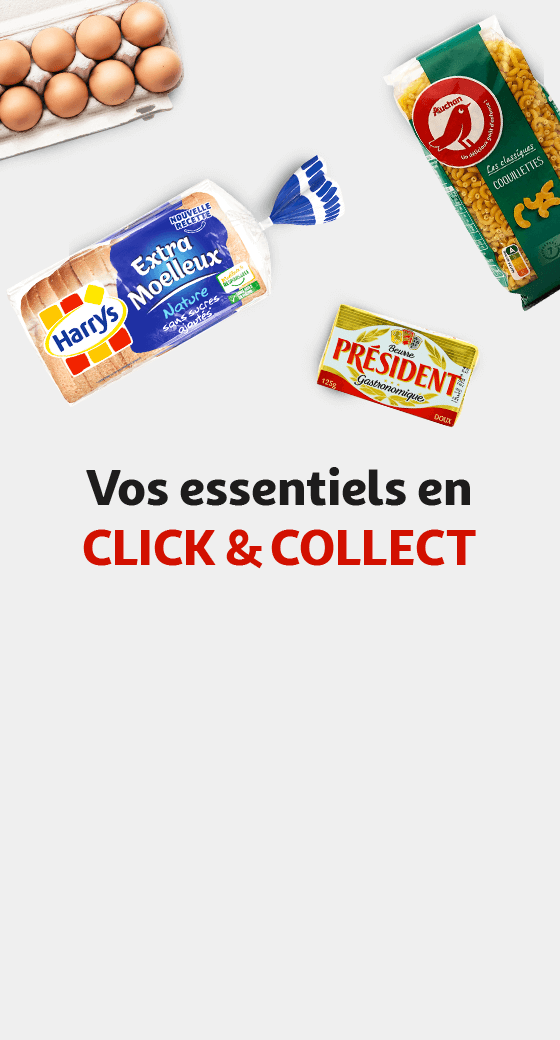 Auchan
Les classiques
COQUILLETTES
NOUVELLE
RECETTE
Extra
Moelleux
Nature
sans sucres
ajoutés
Harrys
Beurre
PRÉSIDENT
Gastronomique
125g
DOUX
Vos essentiels en
CLICK & COLLECT